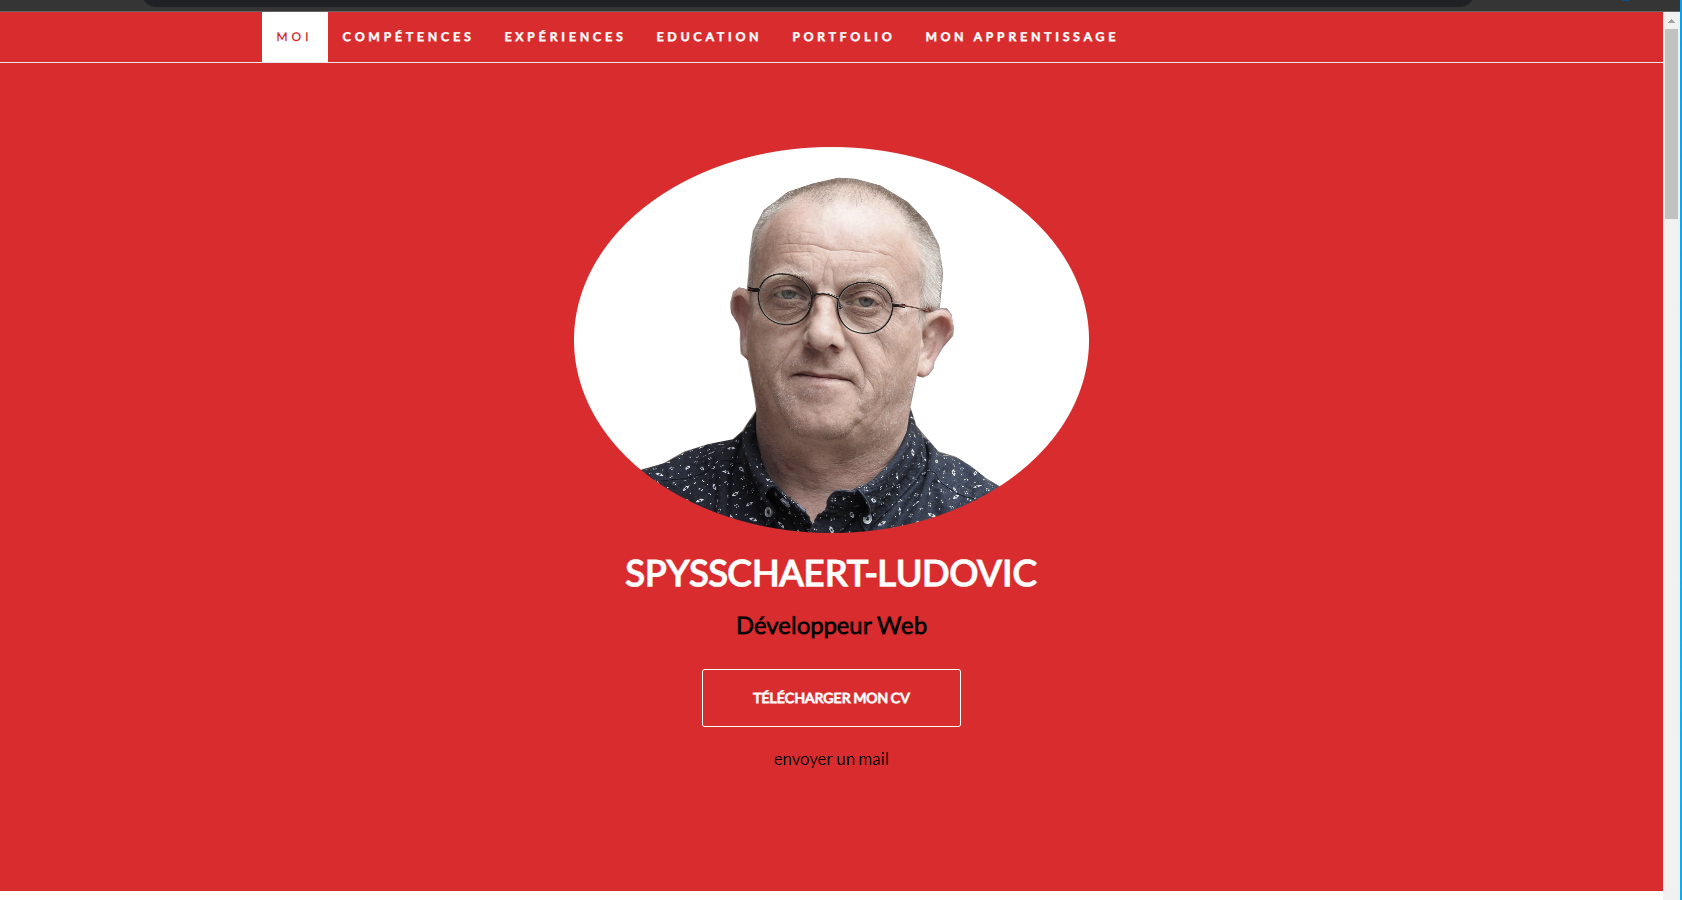 MOI COMPÉTENCES EXPÉRIENCES EDUCATION PORTFOLIO MON APPRENTISSAGE
SPYSSCHAERT-LUDOVIC
Développeur Web
TÉLÉCHARGER MON CV
envoyer un mail